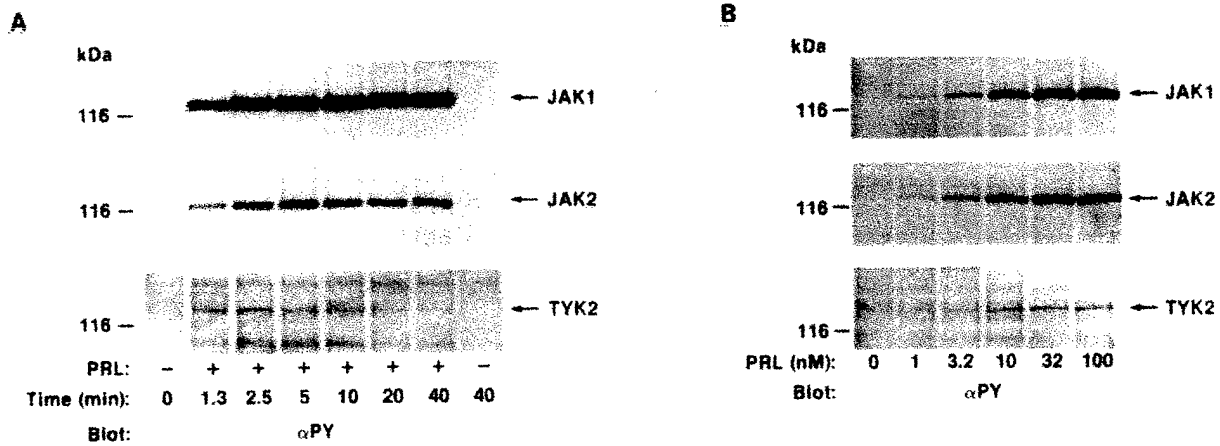 A
kDa
116
JAK1
116
JAK2
116
TYK2
PRL: – + + + + + + –
Time (min): 0 1.3 2.5 5 10 20 40 40
Blot: αPY
B
kDa
116
JAK1
116
JAK2
116
TYK2
PRL (nM): 0 1 3.2 10 32 100
Blot: αPY